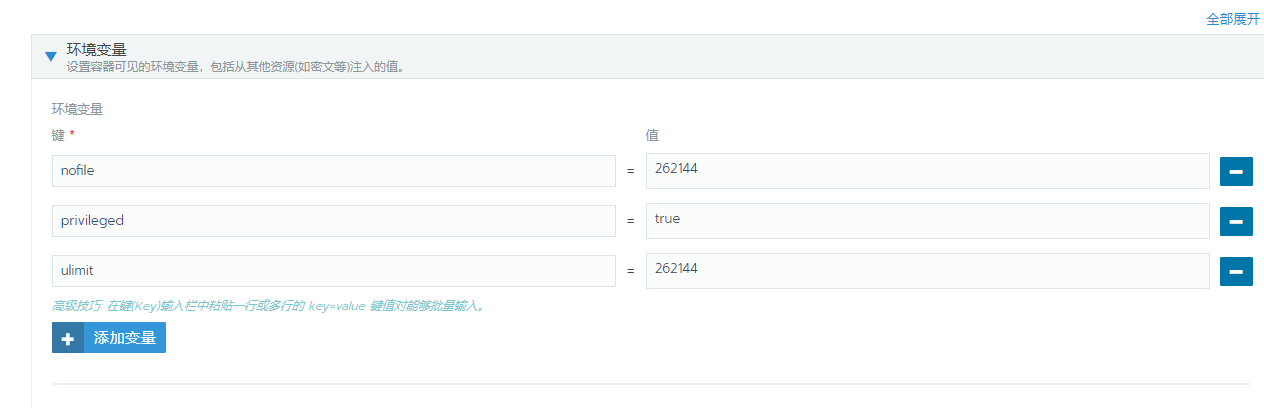 全部展开
环境变量
设置容器可见的环境变量，包括从其他资源(如密文等)注入的值。
环境变量
键 * 值
nofile = 262144
privileged = true
ulimit = 262144
高级技巧: 在键(Key)输入栏中粘贴一行或多行的 key=value 键值对能够批量输入。
添加变量